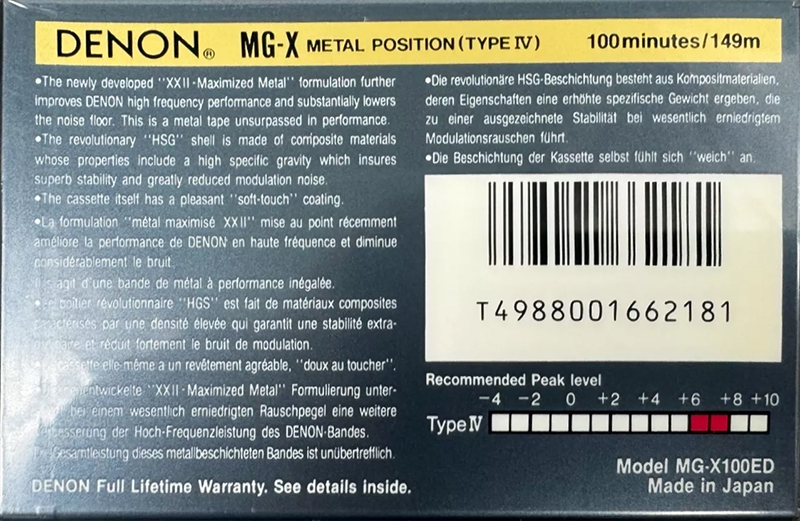 DENON® MG-X METAL POSITION (TYPE IV) 100minutes/149m
•The newly developed "XXII-Maximized Metal" formulation further
improves DENON high frequency performance and substantially lowers
the noise floor. This is a metal tape unsurpassed in performance.
•The revolutionary "HSG" shell is made of composite materials
whose properties include a high specific gravity which insures
superb stability and greatly reduced modulation noise.
•The cassette itself has a pleasant "soft-touch" coating.
•La formulation "métal maximisé XXII" mise au point récemment
améliore la performance de DENON en haute fréquence et diminue
considérablement le bruit.
Il s'agit d'une bande de métal à performance inégalée.
boîtier révolutionnaire "HGS" est fait de matériaux composites
caractérisés par une densité élevée qui garantit une stabilité extra-
et réduit fortement le bruit de modulation.
cassette elle-même a un revêtement agréable, "doux au toucher".
entwickelte "XXII-Maximized Metal" Formulierung unter-
bei einem wesentlich erniedrigten Rauschpegel eine weitere
der Hoch-Frequenzleistung des DENON-Bandes.
Gesamtleistung dieses metallbeschichteten Bandes ist unübertrefflich.
•Die revolutionäre HSG-Beschichtung besteht aus Kompositmaterialien,
deren Eigenschaften eine erhöhte spezifische Gewicht ergeben, die
zu einer ausgezeichnete Stabilität bei wesentlich erniedrigtem
Modulationsrauschen führt.
•Die Beschichtung der Kassette selbst fühlt sich "weich" an.
T4988001662181
Recommended Peak level
-4 -2 0 +2 +4 +6 +8 +10
Type IV
Model MG-X100ED
Made in Japan
DENON Full Lifetime Warranty. See details inside.